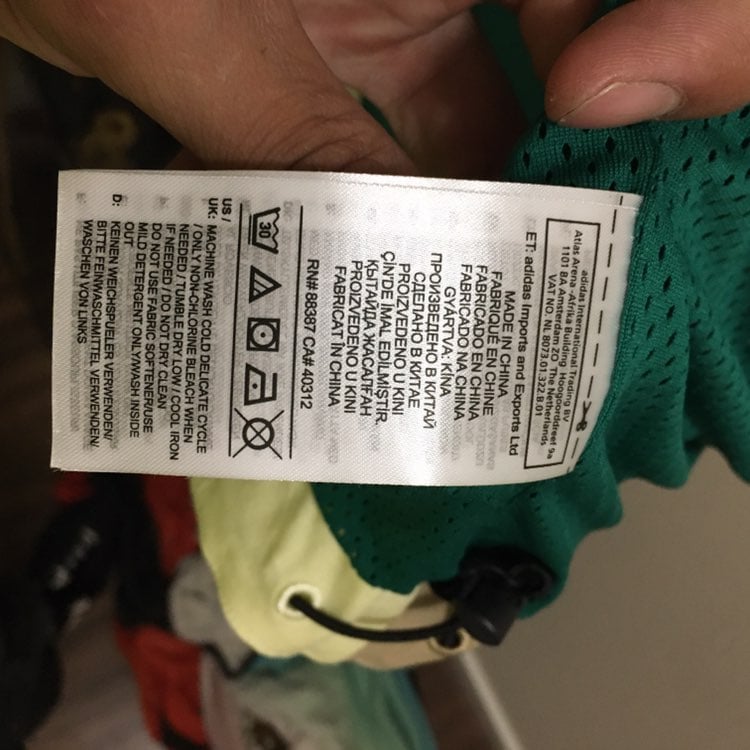 adidas International Trading BV
Atlas Arena -Afrika Building Hoogoorddreef 9a
1101 BA Amsterdam ZO The Netherlands
VAT NO. NL 8073.01.322.B.01
ET: adidas Imports and Exports Ltd
MADE IN CHINA
FABRIQUÉ EN CHINE
FABRICADO EN CHINA
FABRICADO NA CHINA
GYÁRTVA: KÍNA
ПРОИЗВЕДЕНО В КИТАЙ
СДЕЛАНО В КИТАЕ
PROIZVEDENO U KINI
ÇİN'DE İMAL EDİLMİŞTİR.
ҚЫТАЙДА ЖАСАЛҒАН
PROIZVEDENO U KINI
FABRICAT ÎN CHINA
RN# 88387 CA# 40312
30
US /
UK: MACHINE WASH COLD DELICATE CYCLE
/ ONLY NON-CHLORINE BLEACH WHEN
NEEDED / TUMBLE DRY LOW / COOL IRON
IF NEEDED / DO NOT DRY CLEAN
DO NOT USE FABRIC SOFTENER/USE
MILD DETERGENT ONLY/WASH INSIDE
OUT
D: KEINEN WEICHSPUELER VERWENDEN/
BITTE FEINWASCHMITTEL VERWENDEN/
WASCHEN VON LINKS